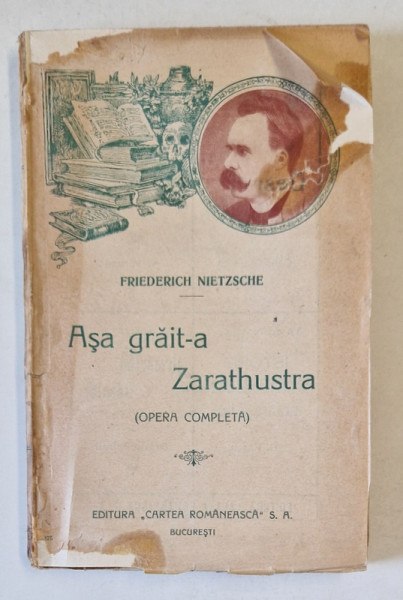 FRIEDERICH NIETZSCHE
Aşa grăit-a
Zarathustra
(OPERA COMPLETĂ)
EDITURA „CARTEA ROMÂNEASCĂ" S. A.
BUCUREŞTI